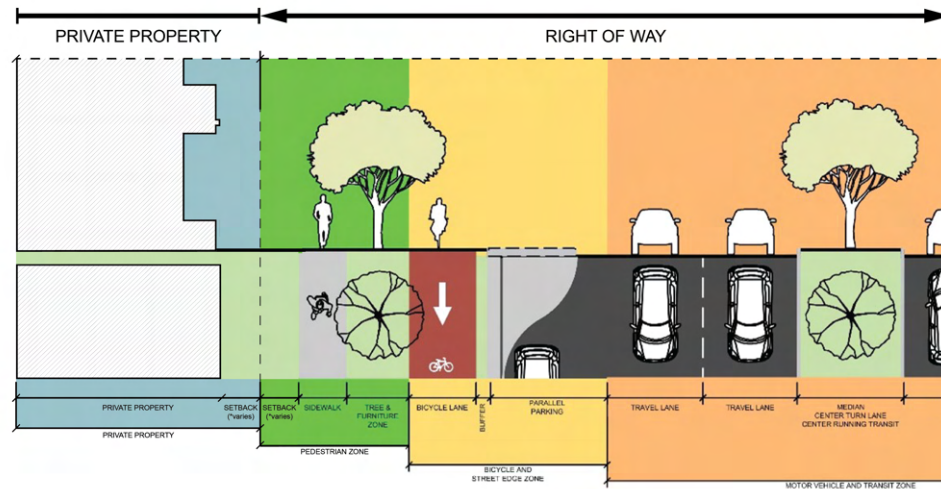 PRIVATE PROPERTY
RIGHT OF WAY
PRIVATE PROPERTY
SETBACK
(*varies)
SETBACK
(*varies)
SIDEWALK
TREE &
FURNITURE
ZONE
BICYCLE LANE
BUFFER
PARALLEL
PARKING
TRAVEL LANE
TRAVEL LANE
MEDIAN
CENTER TURN LANE
CENTER RUNNING TRANSIT
PRIVATE PROPERTY
PEDESTRIAN ZONE
BICYCLE AND
STREET EDGE ZONE
MOTOR VEHICLE AND TRANSIT ZONE